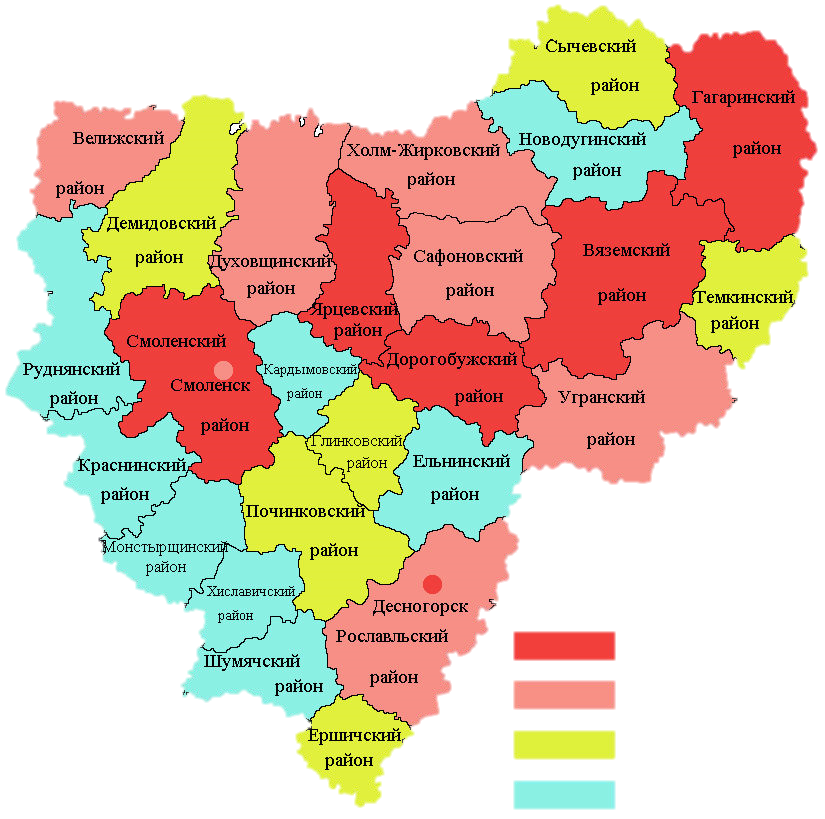 Сычевский
район
Гагаринский
район
Велижский
район
Новодугинский
район
Холм-Жирковский
район
Демидовский
район
Духовщинский
район
Сафоновский
район
Вяземский
район
Темкинский
район
Ярцевский
район
Смоленский
Смоленск
район
Руднянский
район
Кардымовский
район
Дорогобужский
район
Угранский
район
Глинковский
район
Ельнинский
район
Краснинский
район
Починковский
район
Монстырщинский
район
Хиславичский
район
Десногорск
Рославльский
район
Шумячский
район
Ершичский
район